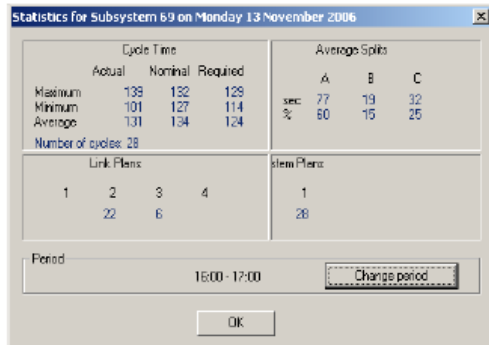 Statistics for Subsystem 69 on Monday 13 November 2006
Cycle Time
Actual Nominal Required
Maximum 139 132 129
Minimum 101 127 114
Average 131 134 124
Number of cycles: 28
Average Splits
A B C
sec 77 19 32
% 60 15 25
Link Plans
1 2 3 4
22 6
stem Plans
1
28
Period
16:00 - 17:00
Change period
OK